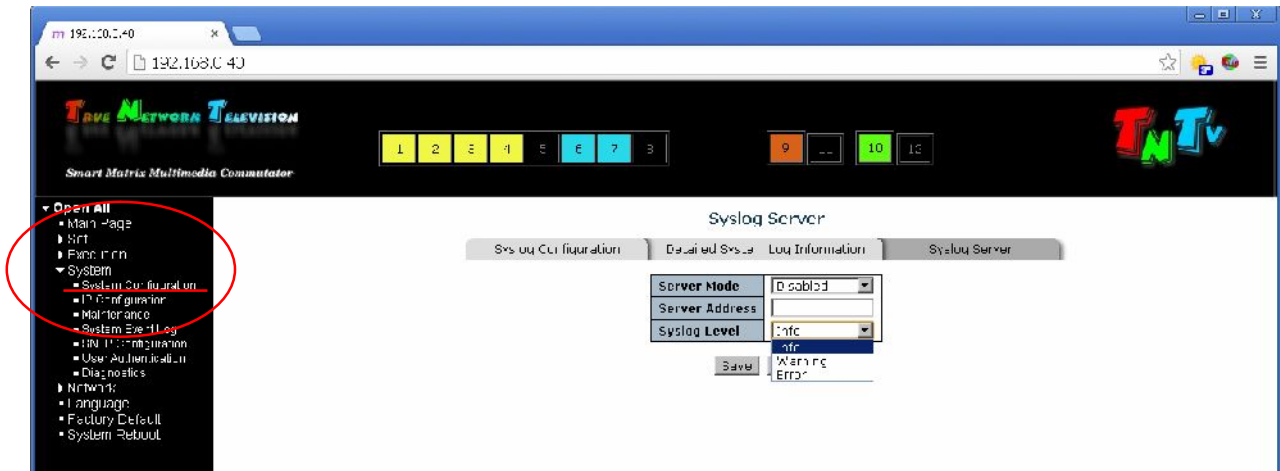 192.168.0.40
192.168.0.40
True Network Television
Smart Matrix Multimedia Commutator
1 2 3 4 5 6 7 8 9 10
TNTv
Open All
Main Page
Set
Execution
System
System Configuration
IP Configuration
Maintenance
System Event Log
SNTP Configuration
User Authentication
Diagnostics
Network
Language
Factory Default
System Reboot
Syslog Server
Syslog Configuration
Detailed System Log Information
Syslog Server
Server Mode Disabled
Server Address
Syslog Level Info
Info
Warning
Error
Save